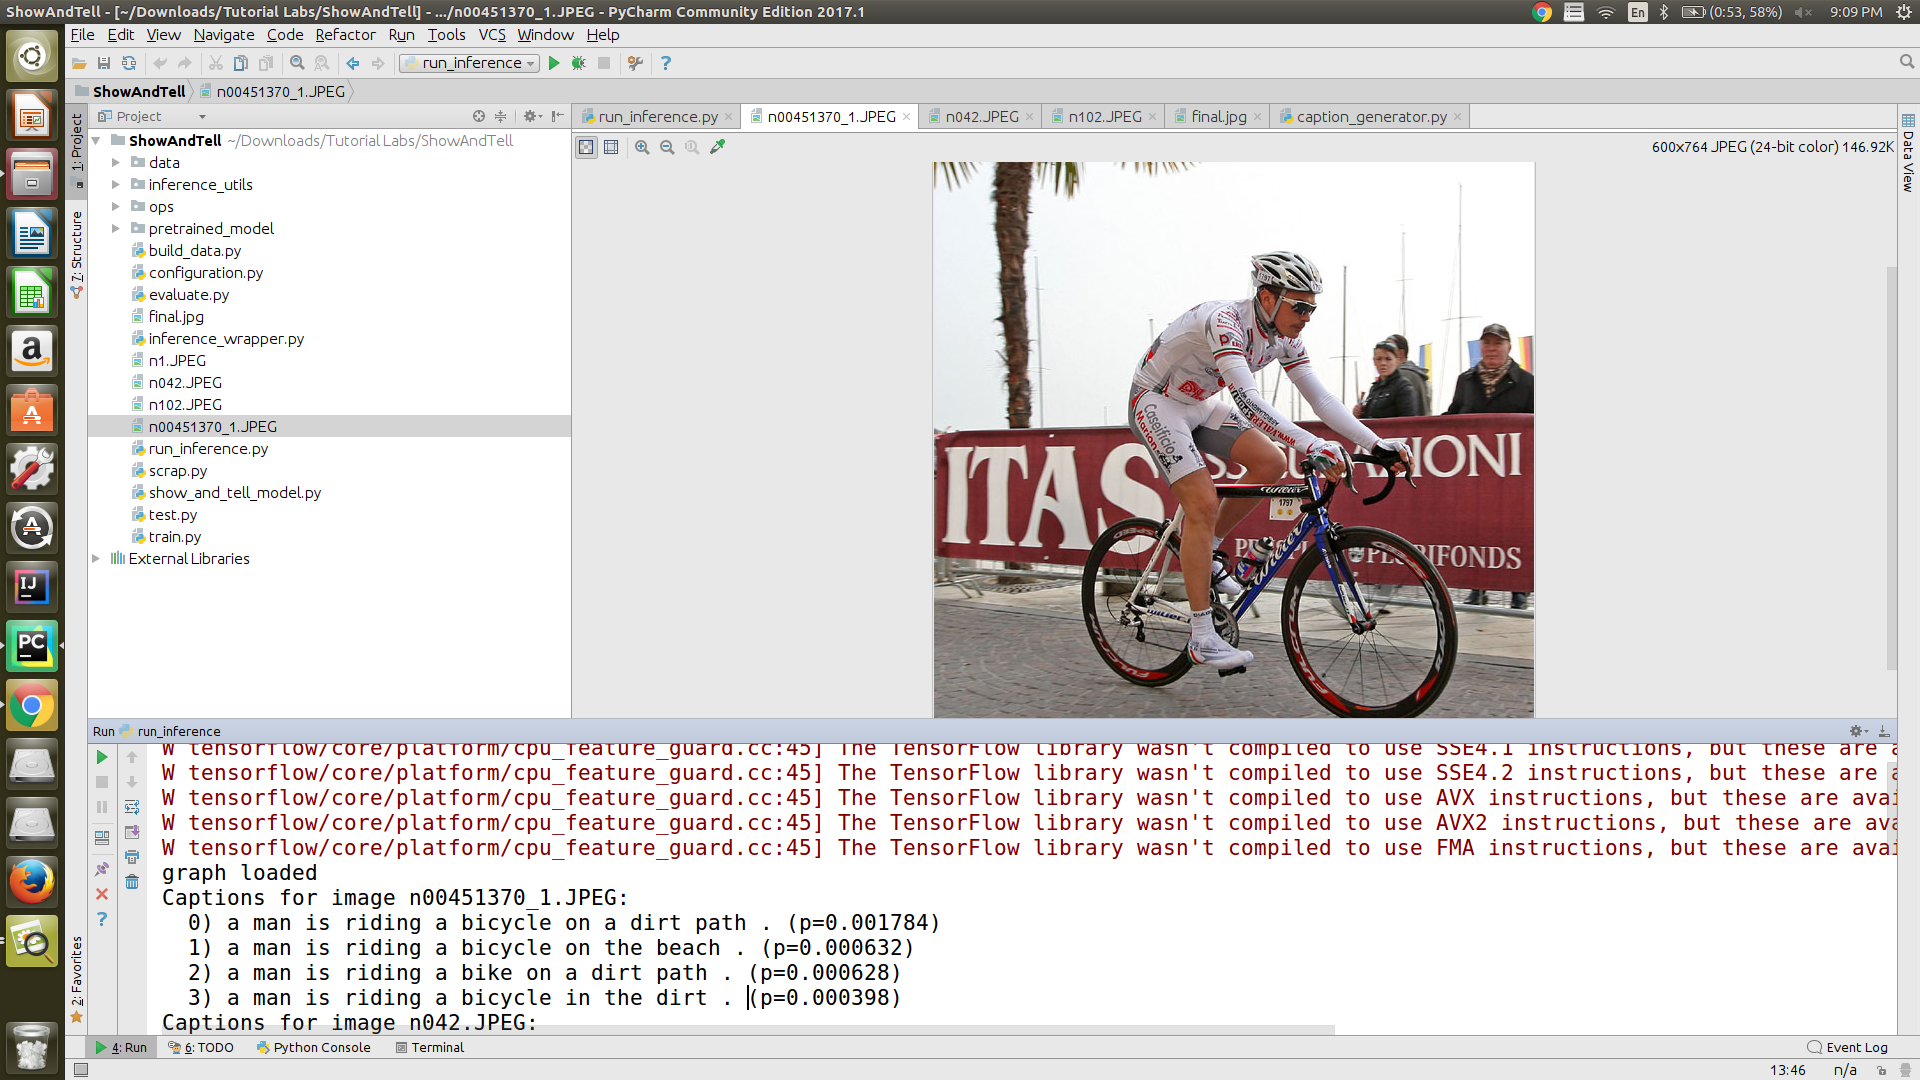 ShowAndTell - [~/Downloads/Tutorial Labs/ShowAndTell] - .../n00451370_1.JPEG - PyCharm Community Edition 2017.1
En (0:53, 58%) 9:09 PM
File Edit View Navigate Code Refactor Run Tools VCS Window Help
run_inference
ShowAndTell n00451370_1.JPEG
Project
run_inference.py n00451370_1.JPEG n042.JPEG n102.JPEG final.jpg caption_generator.py
600x764 JPEG (24-bit color) 146.92K
1: Project
7: Structure
2: Favorites
Data View
ShowAndTell ~/Downloads/Tutorial Labs/ShowAndTell
data
inference_utils
ops
pretrained_model
build_data.py
configuration.py
evaluate.py
final.jpg
inference_wrapper.py
n1.JPEG
n042.JPEG
n102.JPEG
n00451370_1.JPEG
run_inference.py
scrap.py
show_and_tell_model.py
test.py
train.py
External Libraries
ITAS
IONI
Caseificio
Wilier
1797
Wilier
FONDS
Run run_inference
W tensorflow/core/platform/cpu_feature_guard.cc:45] The TensorFlow library wasn't compiled to use SSE4.1 instructions, but these are a
W tensorflow/core/platform/cpu_feature_guard.cc:45] The TensorFlow library wasn't compiled to use SSE4.2 instructions, but these are a
W tensorflow/core/platform/cpu_feature_guard.cc:45] The TensorFlow library wasn't compiled to use AVX instructions, but these are avai
W tensorflow/core/platform/cpu_feature_guard.cc:45] The TensorFlow library wasn't compiled to use AVX2 instructions, but these are ava
W tensorflow/core/platform/cpu_feature_guard.cc:45] The TensorFlow library wasn't compiled to use FMA instructions, but these are avai
graph loaded
Captions for image n00451370_1.JPEG:
0) a man is riding a bicycle on a dirt path . (p=0.001784)
1) a man is riding a bicycle on the beach . (p=0.000632)
2) a man is riding a bike on a dirt path . (p=0.000628)
3) a man is riding a bicycle in the dirt . (p=0.000398)
Captions for image n042.JPEG:
4: Run 6: TODO Python Console Terminal
Event Log
13:46 n/a